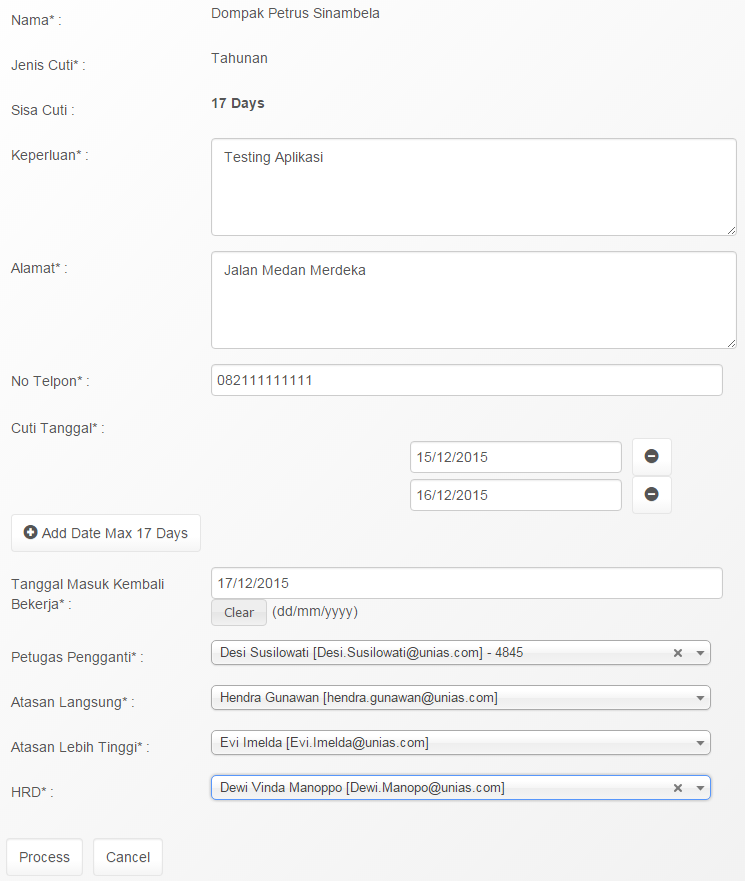 Nama* :
Dompak Petrus Sinambela
Jenis Cuti* :
Tahunan
Sisa Cuti :
17 Days
Keperluan* :
Testing Aplikasi
Alamat* :
Jalan Medan Merdeka
No Telpon* :
082111111111
Cuti Tanggal* :
15/12/2015
16/12/2015
Add Date Max 17 Days
Tanggal Masuk Kembali
Bekerja* :
17/12/2015
Clear (dd/mm/yyyy)
Petugas Pengganti* :
Desi Susilowati [Desi.Susilowati@unias.com] - 4845
Atasan Langsung* :
Hendra Gunawan [hendra.gunawan@unias.com]
Atasan Lebih Tinggi* :
Evi Imelda [Evi.Imelda@unias.com]
HRD* :
Dewi Vinda Manoppo [Dewi.Manopo@unias.com]
Process Cancel